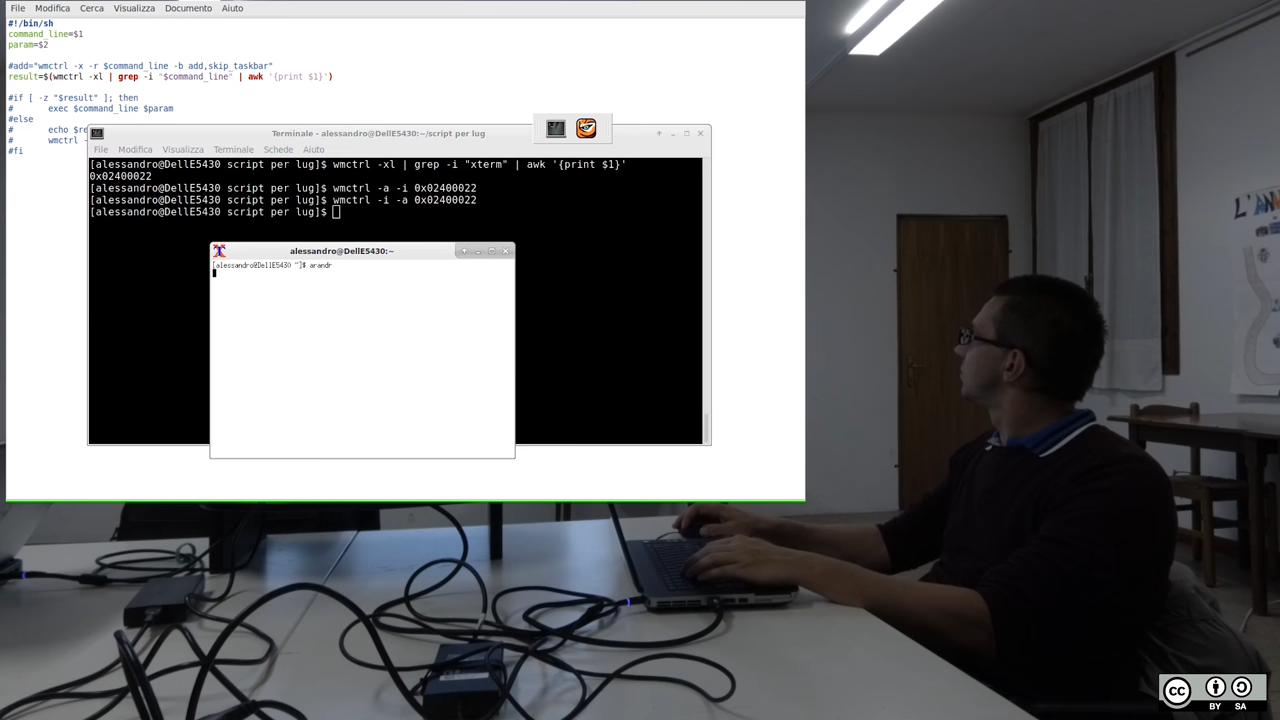 File Modifica Cerca Visualizza Documento Aiuto
#!/bin/sh
command_line=$1
param=$2
#add="wmctrl -x -r $command_line -b add,skip_taskbar"
result=$(wmctrl -xl | grep -i "$command_line" | awk '{print $1}')
#if [ -z "$result" ]; then
# exec $command_line $param
#else
# echo
# wmctrl -
#fi
Terminale - alessandro@DellE5430:~/script per lug
File Modifica Visualizza Terminale Schede Aiuto
[alessandro@DellE5430 script per lug]$ wmctrl -xl | grep -i "xterm" | awk '{print $1}'
0x02400022
[alessandro@DellE5430 script per lug]$ wmctrl -a -i 0x02400022
[alessandro@DellE5430 script per lug]$ wmctrl -i -a 0x02400022
[alessandro@DellE5430 script per lug]$
alessandro@DellE5430:~
[alessandro@DellE5430 ~]$ arandr
L'AN
CC
BY SA